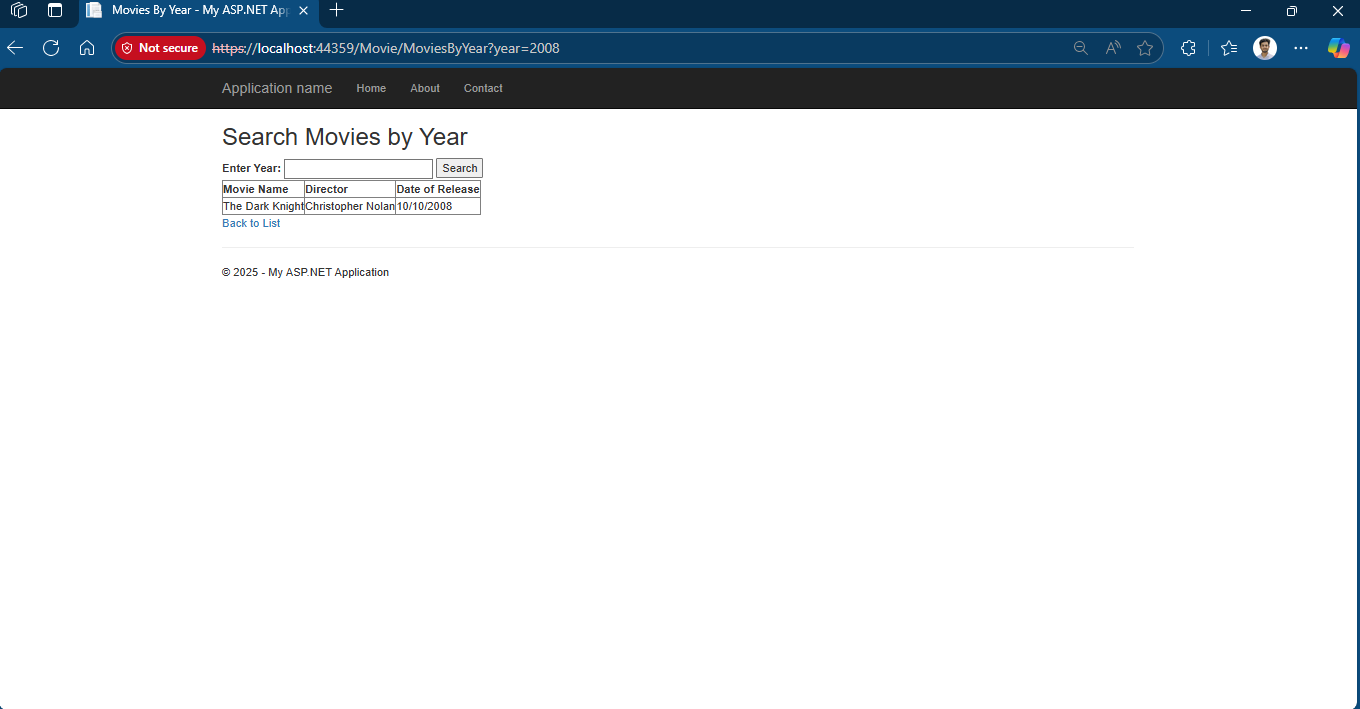 Movies By Year - My ASP.NET App
Not secure https://localhost:44359/Movie/MoviesByYear?year=2008
Application name Home About Contact
Search Movies by Year
Enter Year: Search
Movie Name Director Date of Release
The Dark Knight Christopher Nolan 10/10/2008
Back to List
© 2025 - My ASP.NET Application